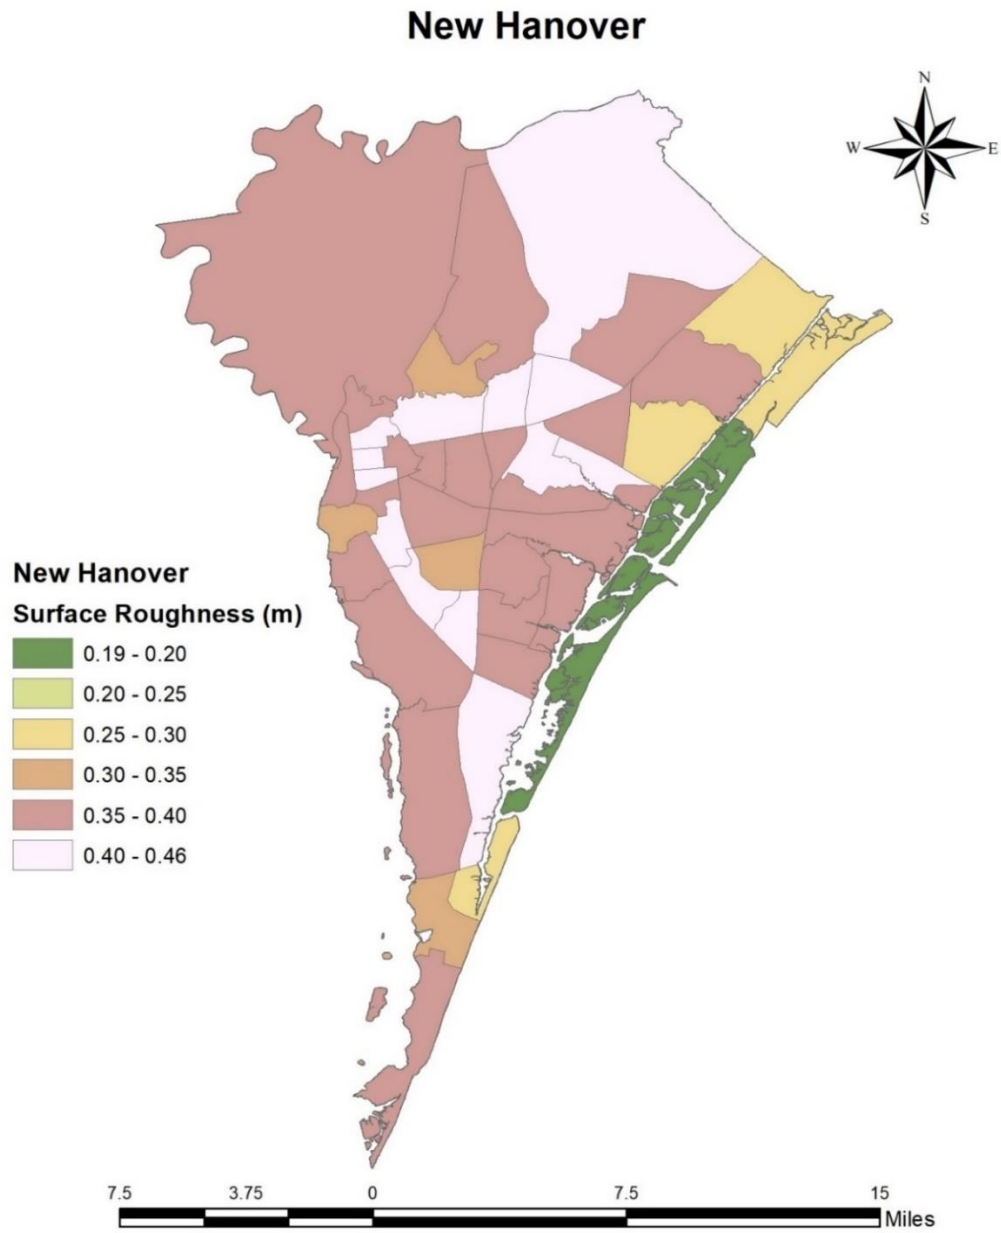 New Hanover
N
W E
S
New Hanover
Surface Roughness (m)
0.19 - 0.20
0.20 - 0.25
0.25 - 0.30
0.30 - 0.35
0.35 - 0.40
0.40 - 0.46
7.5 3.75 0 7.5 15
Miles